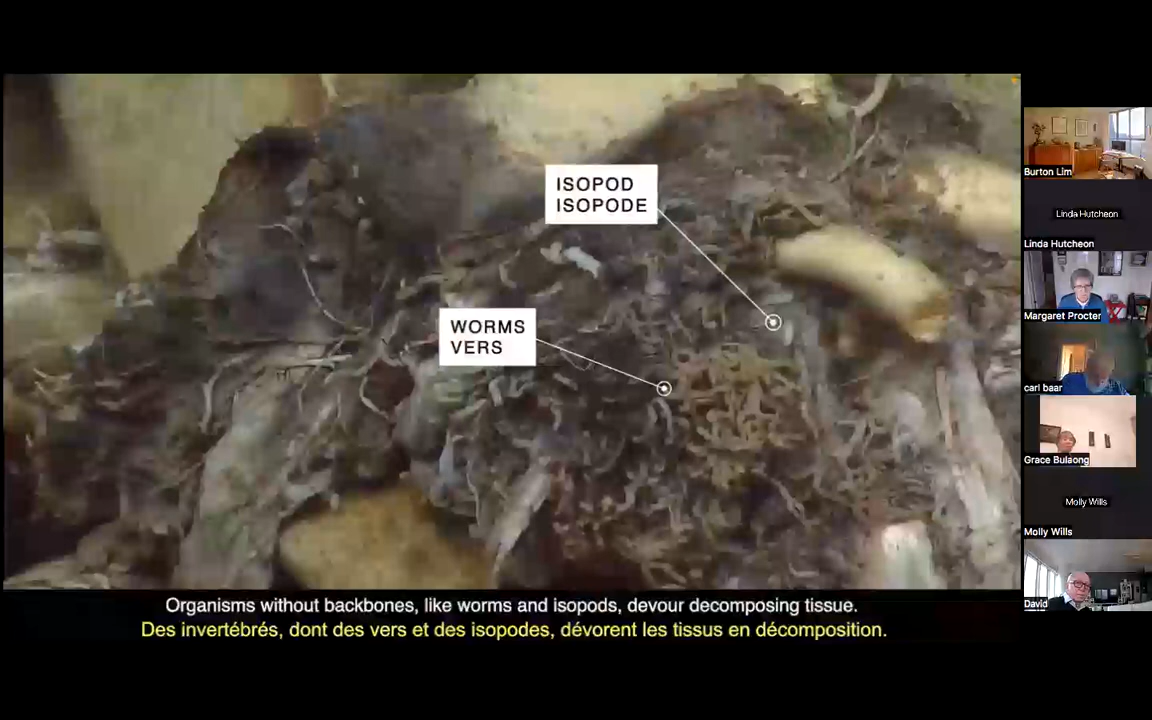 ISOPOD
ISOPODE
WORMS
VERS
Organisms without backbones, like worms and isopods, devour decomposing tissue.
Des invertébrés, dont des vers et des isopodes, dévorent les tissus en décomposition.
Burton Lim
Linda Hutcheon
Linda Hutcheon
Margaret Procter
carl baar
Grace Bulaong
Molly Wills
Molly Wills
David